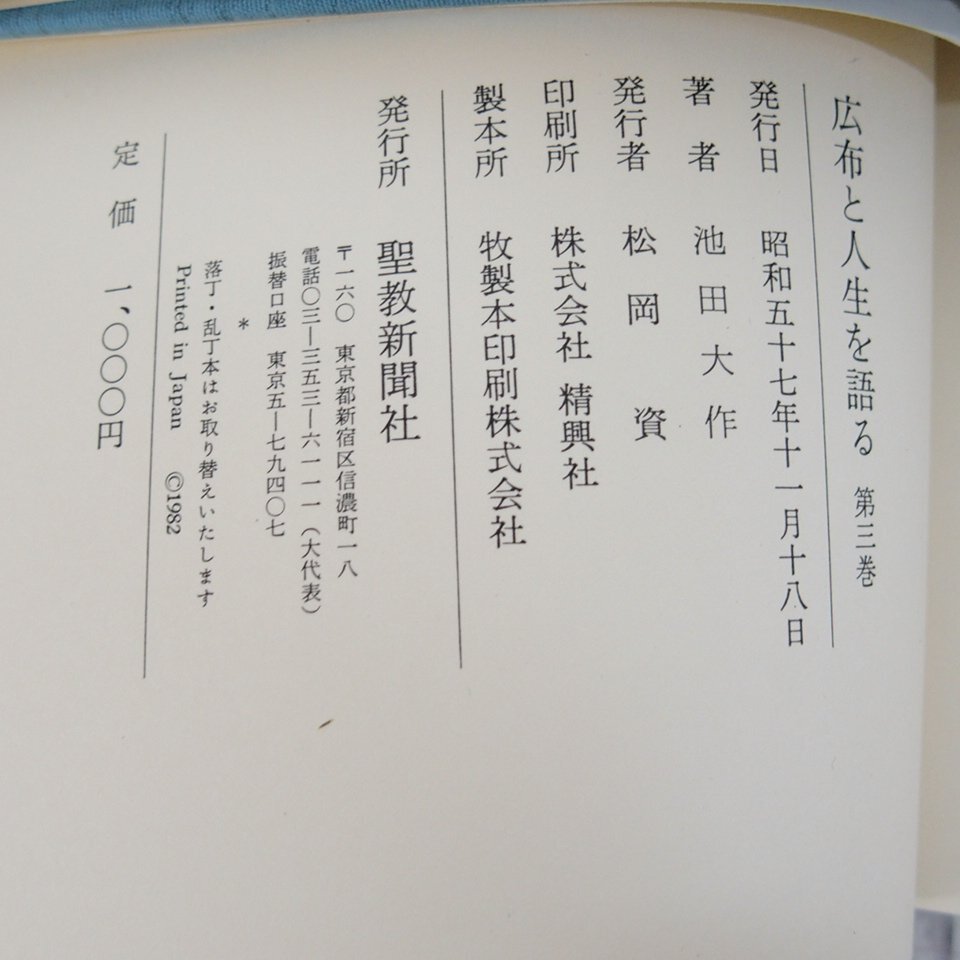 広布と人生を語る 第三巻
発行日 昭和五十七年十一月十八日
著者 池田大作
発行者 松岡資
印刷所 株式会社 精興社
製本所 牧製本印刷株式会社
発行所 聖教新聞社
〒一六〇 東京都新宿区信濃町一八
電話〇三―三五三―六一一一(大代表)
振替口座 東京五―七九四〇七
*
落丁・乱丁本はお取り替えいたします
Printed in Japan ©1982
定価 一、〇〇〇円